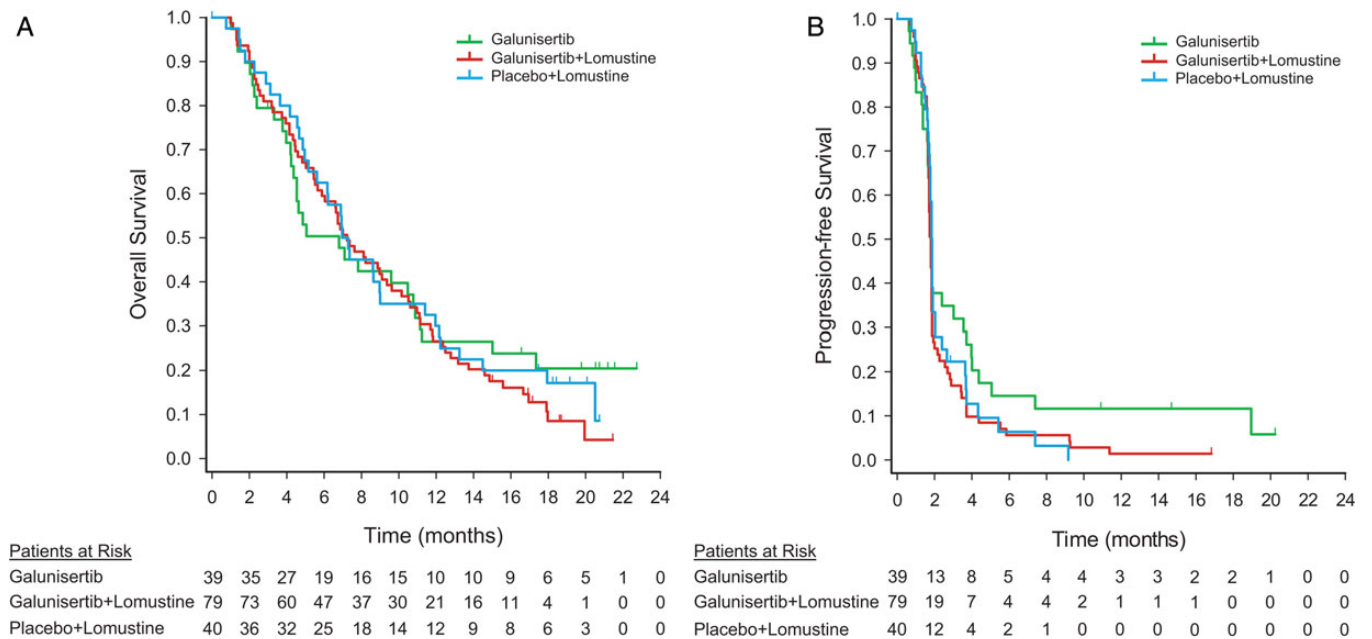 A
Galunisertib
Galunisertib+Lomustine
Placebo+Lomustine
Overall Survival
1.0
0.9
0.8
0.7
0.6
0.5
0.4
0.3
0.2
0.1
0.0
0 2 4 6 8 10 12 14 16 18 20 22 24
Time (months)
Patients at Risk
Galunisertib 39 35 27 19 16 15 10 10 9 6 5 1 0
Galunisertib+Lomustine 79 73 60 47 37 30 21 16 11 4 1 0 0
Placebo+Lomustine 40 36 32 25 18 14 12 9 8 6 3 0 0
B
Galunisertib
Galunisertib+Lomustine
Placebo+Lomustine
Progression-free Survival
1.0
0.9
0.8
0.7
0.6
0.5
0.4
0.3
0.2
0.1
0.0
0 2 4 6 8 10 12 14 16 18 20 22 24
Time (months)
Patients at Risk
Galunisertib 39 13 8 5 4 4 3 3 2 2 1 0 0
Galunisertib+Lomustine 79 19 7 4 4 2 1 1 1 0 0 0 0
Placebo+Lomustine 40 12 4 2 1 0 0 0 0 0 0 0 0